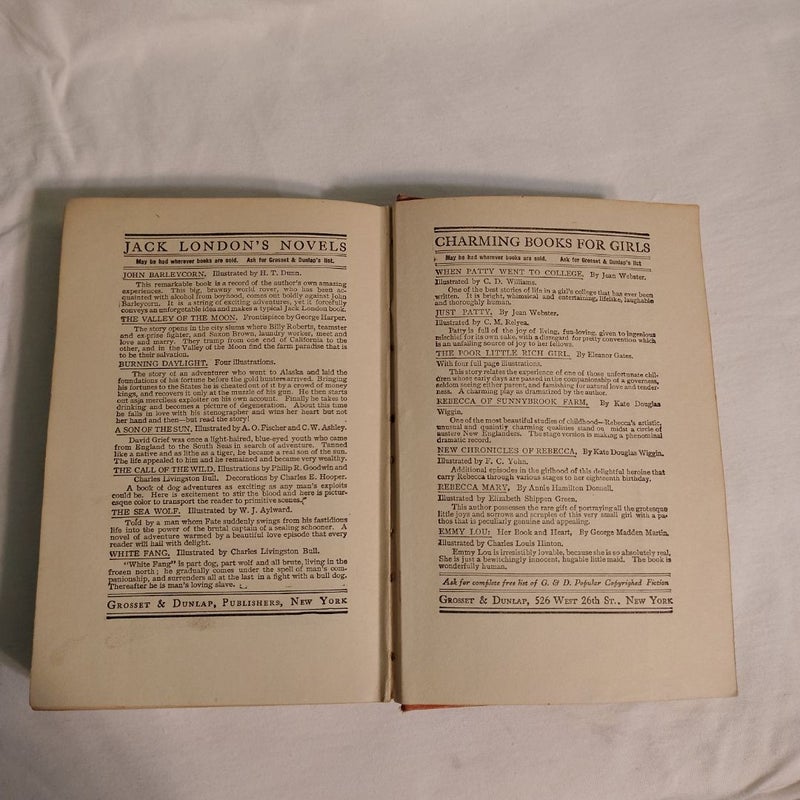 JACK LONDON'S NOVELS
May be had wherever books are sold. Ask for Grosset & Dunlap's list.
JOHN BARLEYCORN. Illustrated by H. T. Dunn.
This remarkable book is a record of the author's own amazing
experiences. This big, brawny world rover, who has been ac-
quainted with alcohol from boyhood, comes out boldly against John
Barleycorn. It is a string of exciting adventures, yet it forcefully
conveys an unforgetable idea and makes a typical Jack London book.
THE VALLEY OF THE MOON. Frontispiece by George Harper.
The story opens in the city slums where Billy Roberts, teamster
and ex-prize fighter, and Saxon Brown, laundry worker, meet and
love and marry. They tramp from one end of California to the
other, and in the Valley of the Moon find the farm paradise that is
to be their salvation.
BURNING DAYLIGHT. Four illustrations.
The story of an adventurer who went to Alaska and laid the
foundations of his fortune before the gold hunters arrived. Bringing
his fortunes to the States he is cheated out of it by a crowd of money
kings, and recovers it only at the muzzle of his gun. He then starts
out as a merciless exploiter on his own account. Finally he takes to
drinking and becomes a picture of degeneration. About this time
he falls in love with his stenographer and wins her heart but not
her hand and then—but read the story!
A SON OF THE SUN. Illustrated by A. O. Fischer and C. W. Ashley.
David Grief was once a light-haired, blue-eyed youth who came
from England to the South Seas in search of adventure. Tanned
like a native and as lithe as a tiger, he became a real son of the sun.
The life appealed to him and he remained and became very wealthy.
THE CALL OF THE WILD. Illustrations by Philip R. Goodwin and
Charles Livingston Bull. Decorations by Charles E. Hooper.
A book of dog adventures as exciting as any man's exploits
could be. Here is excitement to stir the blood and here is pictur-
esque color to transport the reader to primitive scenes.
THE SEA WOLF. Illustrated by W. J. Aylward.
Told by a man whom Fate suddenly swings from his fastidious
life into the power of the brutal captain of a sealing schooner. A
novel of adventure warmed by a beautiful love episode that every
reader will hail with delight.
WHITE FANG. Illustrated by Charles Livingston Bull.
"White Fang" is part dog, part wolf and all brute, living in the
frozen north; he gradually comes under the spell of man's com-
panionship, and surrenders all at the last in a fight with a bull dog.
Thereafter he is man's loving slave.
GROSSET & DUNLAP, PUBLISHERS, NEW YORK
CHARMING BOOKS FOR GIRLS
May be had wherever books are sold. Ask for Grosset & Dunlap's list
WHEN PATTY WENT TO COLLEGE, By Jean Webster.
Illustrated by C. D. Williams.
One of the best stories of life in a girl's college that has ever been
written. It is bright, whimsical and entertaining, lifelike, laughable
and thoroughly human.
JUST PATTY, By Jean Webster.
Illustrated by C. M. Relyea.
Patty is full of the joy of living, fun-loving, given to ingenious
mischief for its own sake, with a disregard for pretty convention which
is an unfailing source of joy to her fellows.
THE POOR LITTLE RICH GIRL, By Eleanor Gates.
With four full page illustrations.
This story relates the experience of one of those unfortunate chil-
dren whose early days are passed in the companionship of a governess,
seldom seeing either parent, and famishing for natural love and tender-
ness. A charming play as dramatized by the author.
REBECCA OF SUNNYBROOK FARM, By Kate Douglas
Wiggin.
One of the most beautiful studies of childhood—Rebecca's artistic,
unusual and quaintly charming qualities stand out midst a circle of
austere New Englanders. The stage version is making a phenomenal
dramatic record.
NEW CHRONICLES OF REBECCA, By Kate Douglas Wiggin.
Illustrated by F. C. Yohn.
Additional episodes in the girlhood of this delightful heroine that
carry Rebecca through various stages to her eighteenth birthday.
REBECCA MARY, By Annie Hamilton Donnell.
Illustrated by Elizabeth Shippen Green.
This author possesses the rare gift of portraying all the grotesque
little joys and sorrows and scruples of this very small girl with a pa-
thos that is peculiarly genuine and appealing.
EMMY LOU: Her Book and Heart, By George Madden Martin.
Illustrated by Charles Louis Hinton.
Emmy Lou is irresistibly lovable, because she is so absolutely real.
She is just a bewitchingly innocent, hugable little maid. The book is
wonderfully human.
Ask for complete free list of G. & D. Popular Copyrighted Fiction
GROSSET & DUNLAP, 526 WEST 26th ST., NEW YORK